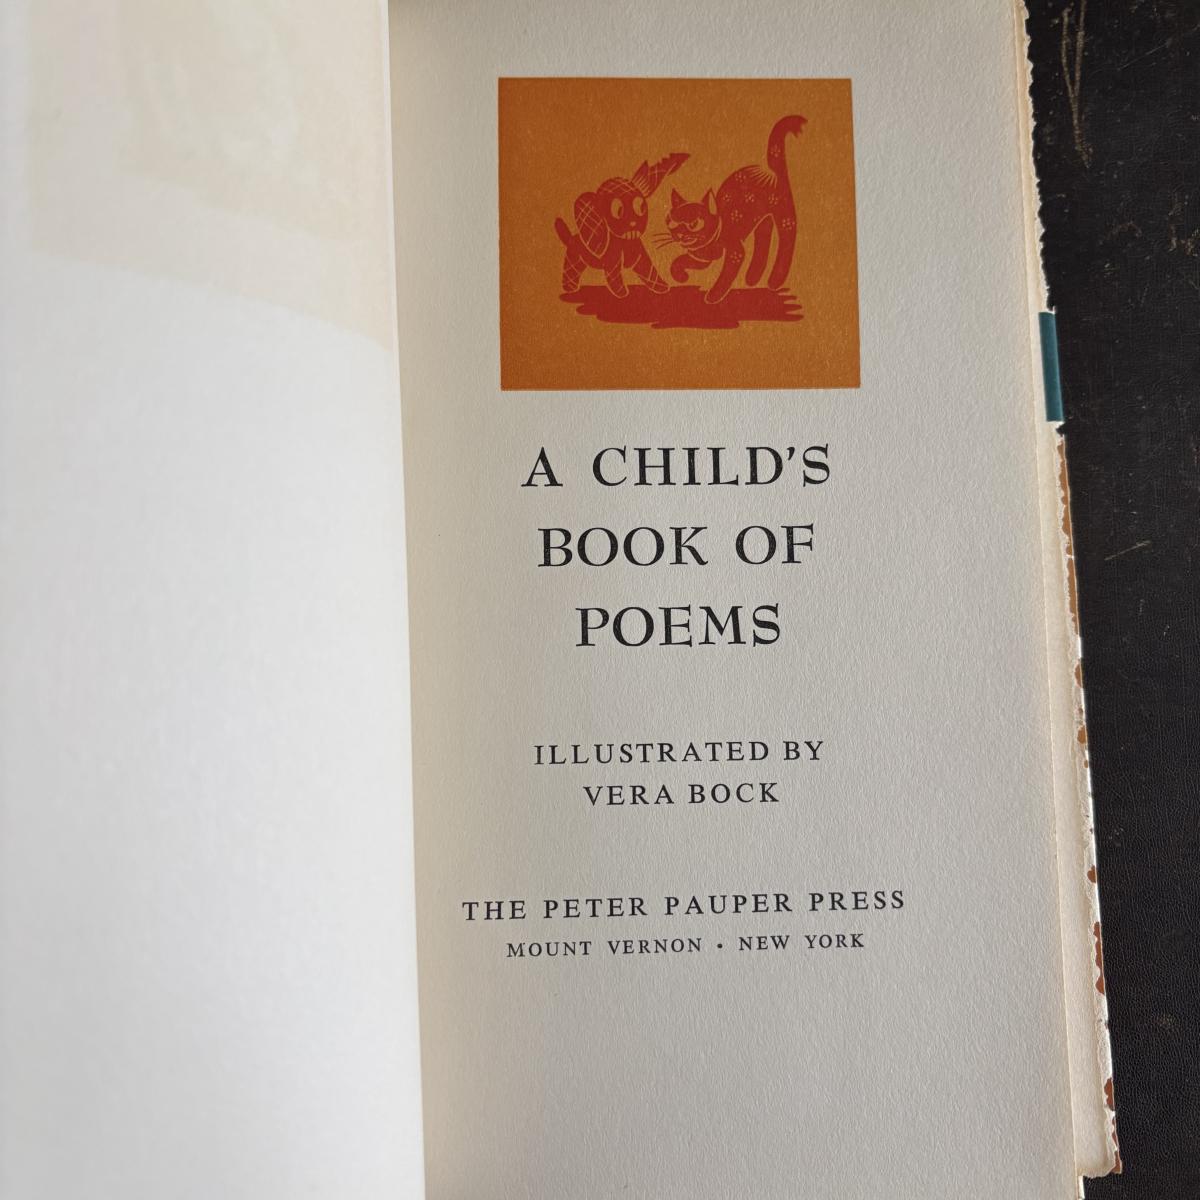 A CHILD'S
BOOK OF
POEMS
ILLUSTRATED BY
VERA BOCK
THE PETER PAUPER PRESS
MOUNT VERNON • NEW YORK